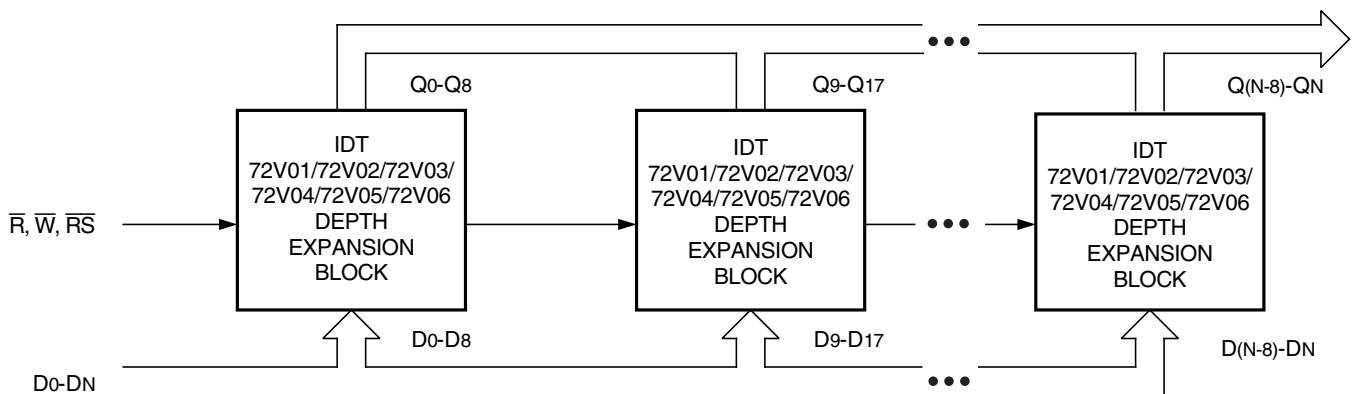 Q0-Q8
Q9-Q17
Q(N-8)-QN
IDT
72V01/72V02/72V03/
72V04/72V05/72V06
DEPTH
EXPANSION
BLOCK
IDT
72V01/72V02/72V03/
72V04/72V05/72V06
DEPTH
EXPANSION
BLOCK
IDT
72V01/72V02/72V03/
72V04/72V05/72V06
DEPTH
EXPANSION
BLOCK
R̅, W̅, R̅S̅
D0-D8
D9-D17
D(N-8)-DN
D0-DN